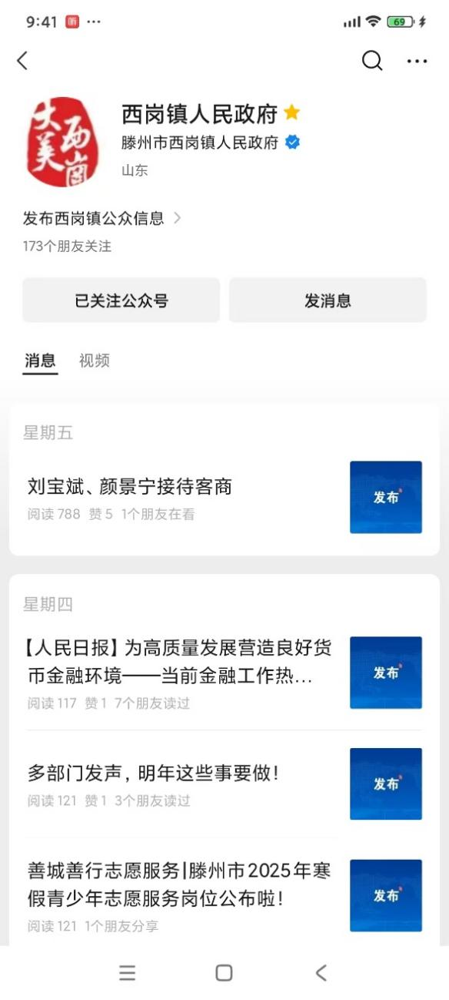 9:41 听 ···
69
大美西岗
西岗镇人民政府
滕州市西岗镇人民政府
山东
发布西岗镇公众信息
173个朋友关注
已关注公众号 发消息
消息 视频
星期五
刘宝斌、颜景宁接待客商
阅读 788 赞 5 1个朋友在看
发布
星期四
【人民日报】为高质量发展营造良好货
币金融环境——当前金融工作热...
阅读 117 赞 1 7个朋友读过
发布
多部门发声，明年这些事要做！
阅读 121 赞 1 3个朋友读过
发布
善城善行志愿服务|滕州市2025年寒
假青少年志愿服务岗位公布啦！
阅读 121 1个朋友分享
发布